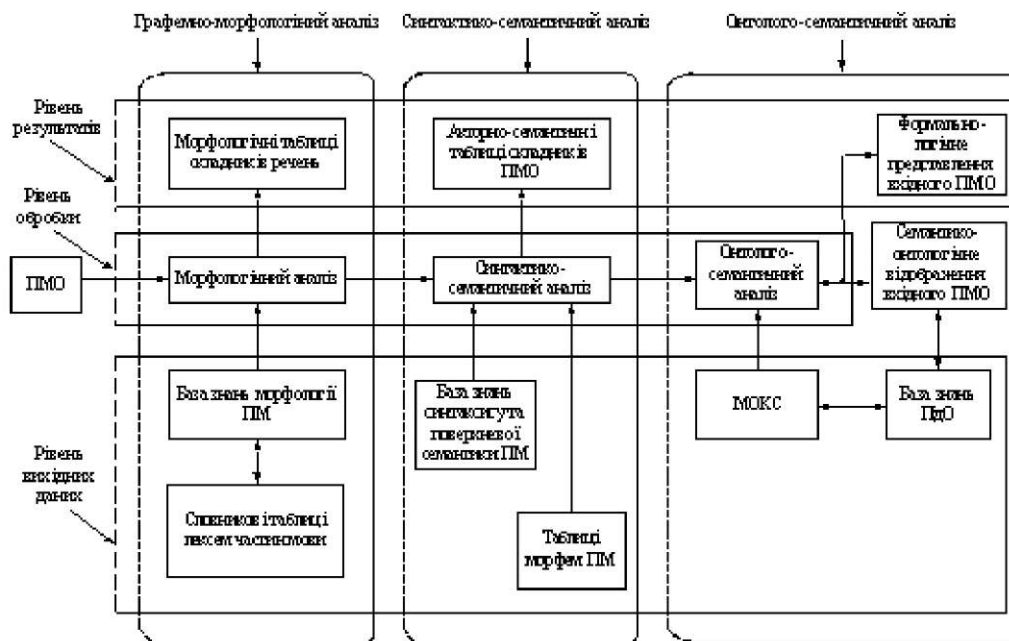 Графемно-морфологіний аналіз
Синтактико-семантичний аналіз
Онтолого-семантичний аналіз
Рівень
результатів
Морфологічні таблиці
складників речень
Акторно-семантичні
таблиці складників
ПМО
Формально-
логічне
представлення
вхідного ПМО
Рівень
обробки
ПМО
Морфологічний аналіз
Синтактико-
семантичний аналіз
Онтолого-
семантичний
аналіз
Семантико-
онтологічне
відображення
вхідного ПМО
База знань морфології
ПМ
База знань
синтаксису та
поверхневої
семантики ПМ
МОКС
База знань
ПдО
Рівень
вихідних
даних
Словникові таблиці
лексем частин мови
Таблиці
морфем ПМ